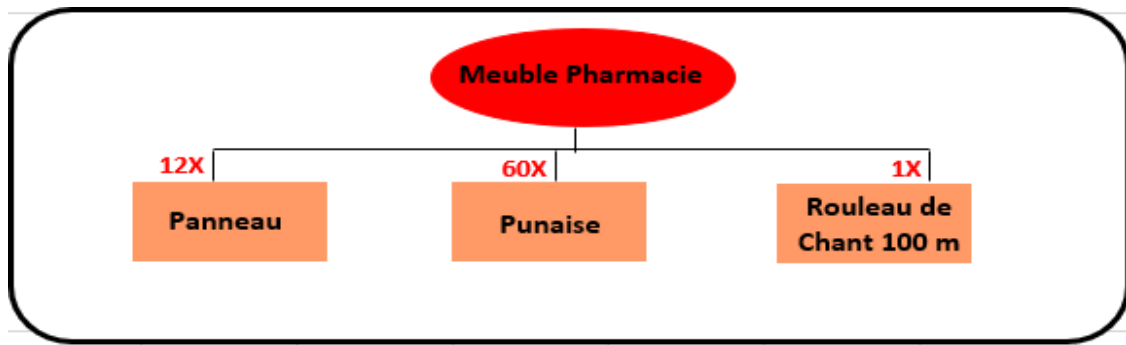 Meuble Pharmacie
12X
60X
1X
Panneau
Punaise
Rouleau de
Chant 100 m